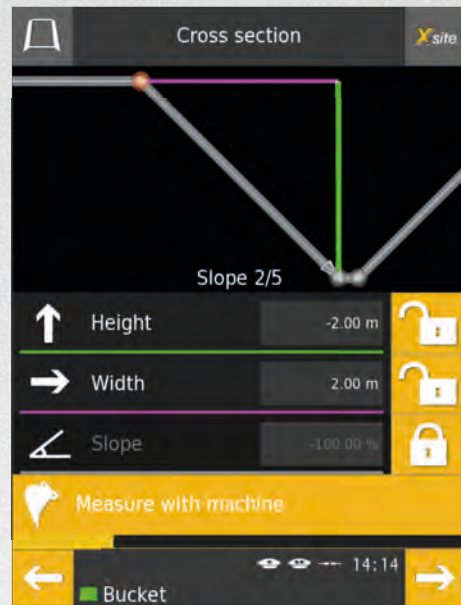 Cross section
Xsite
Slope 2/5
Height -2.00 m
Width 2.00 m
Slope -100.00 %
Measure with machine
14:14
Bucket